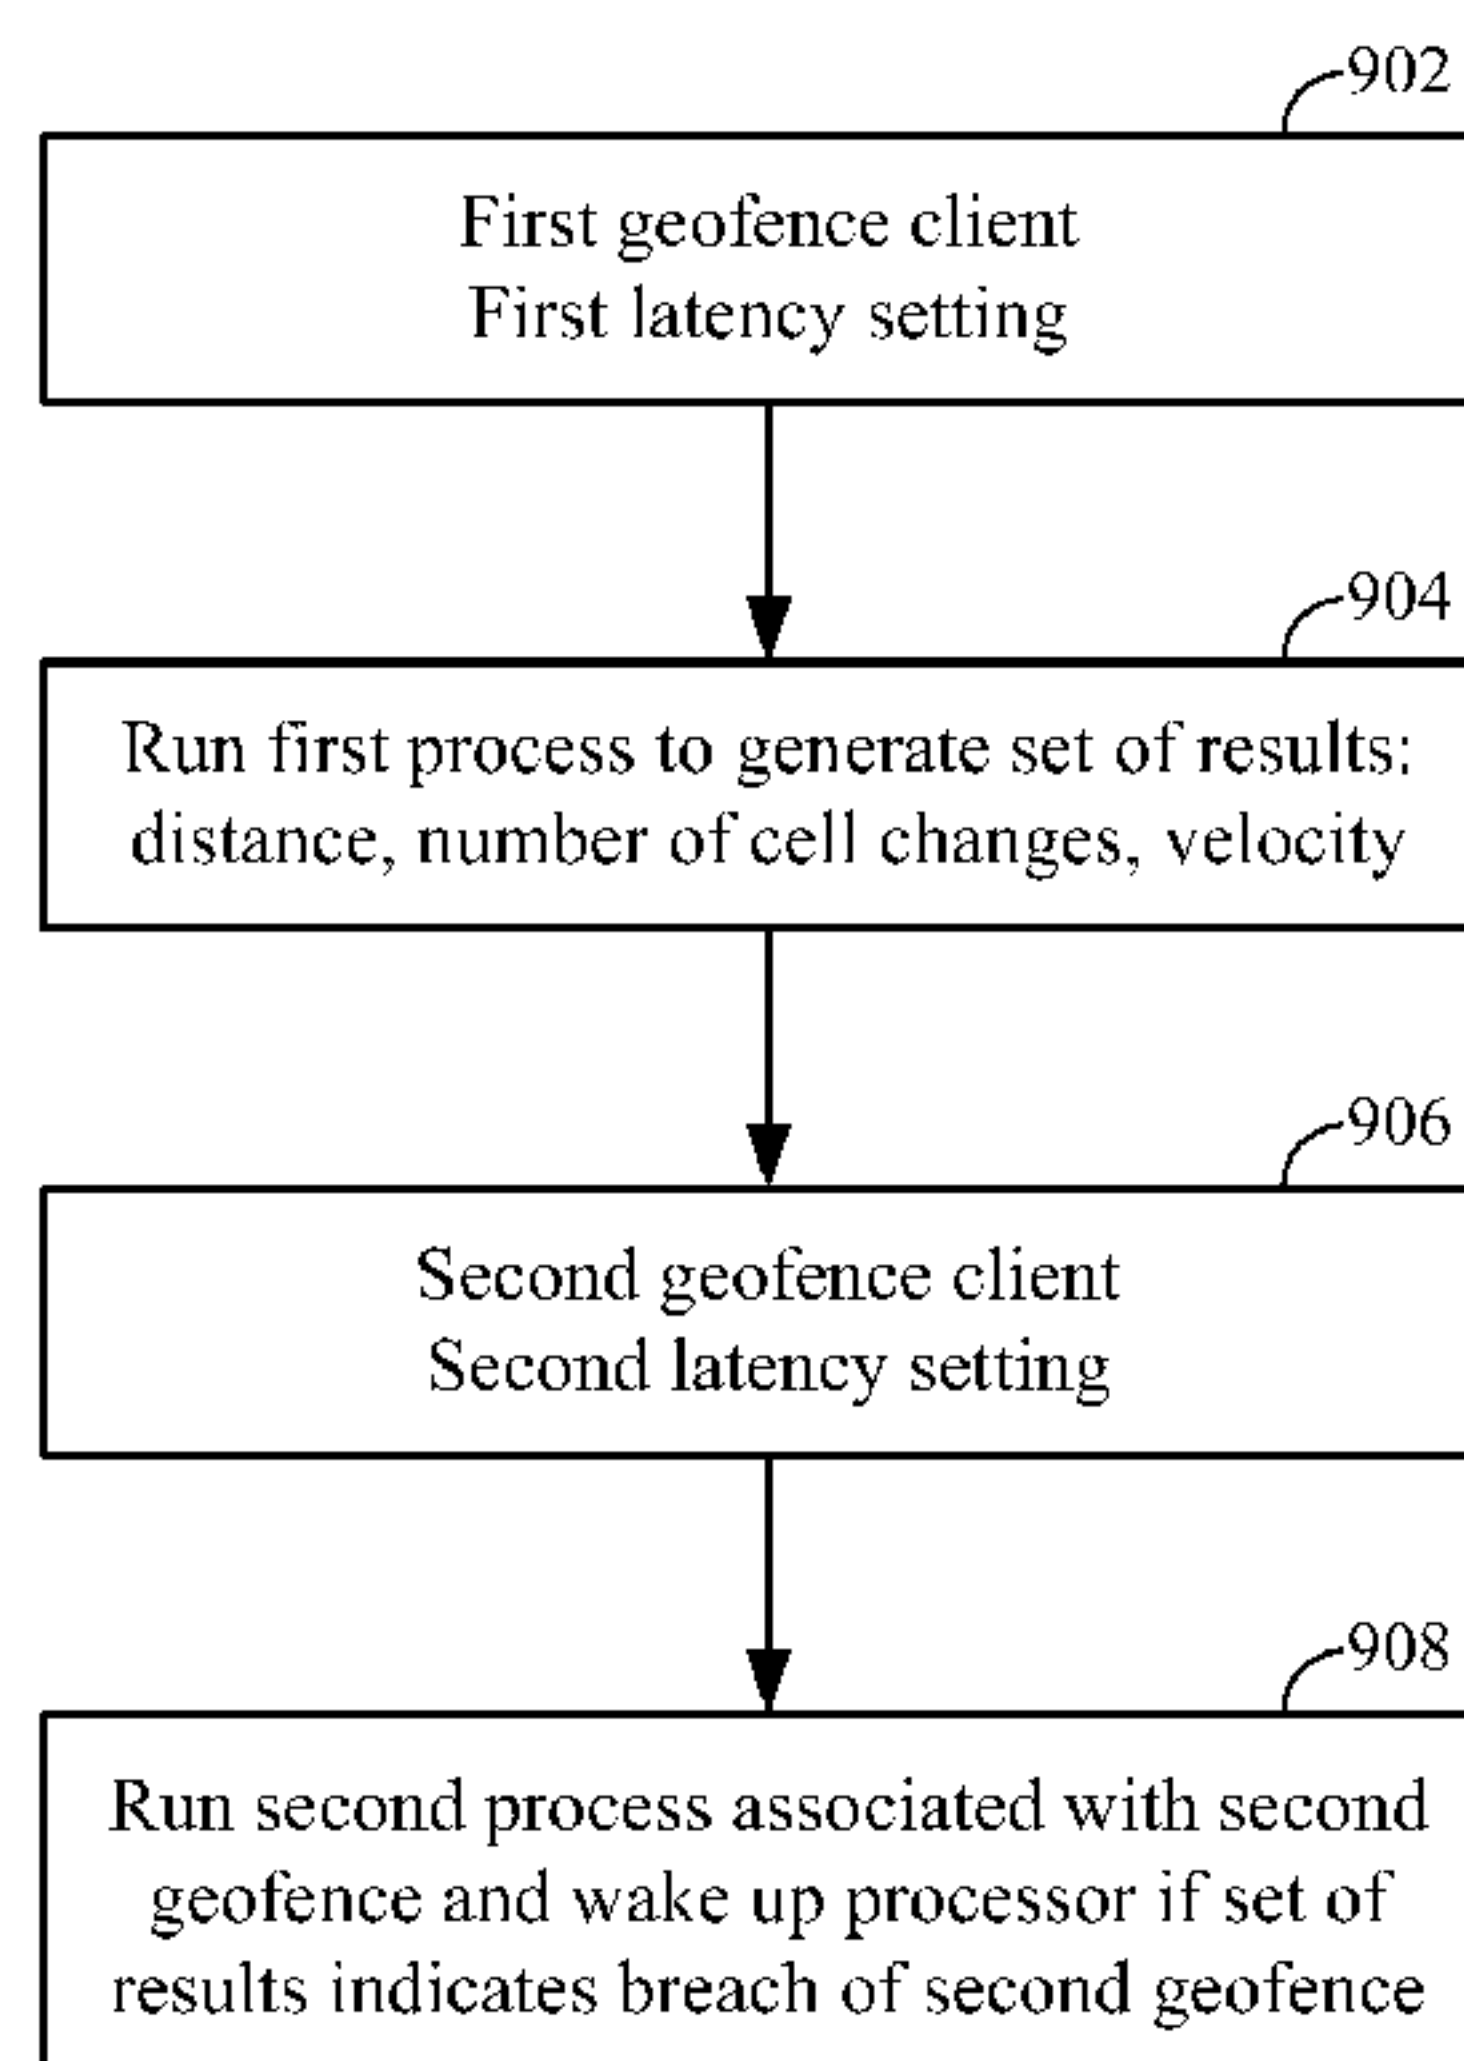 902
First geofence client
First latency setting
904
Run first process to generate set of results:
distance, number of cell changes, velocity
906
Second geofence client
Second latency setting
908
Run second process associated with second
geofence and wake up processor if set of
results indicates breach of second geofence